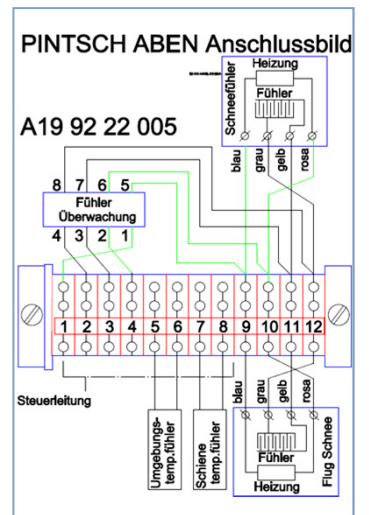 PINTSCH ABEN Anschlussbild
Heizung
Fühler
Schneefühler
A19 92 22 005
blau
grau
gelb
rosa
8 7 6 5
Fühler
Überwachung
4 3 2 1
1 2 3 4 5 6 7 8 9 10 11 12
Steuerleitung
Umgebungs-
temp.fühler
Schiene
temp.fühler
blau
grau
gelb
rosa
Fühler
Heizung
Flug Schnee